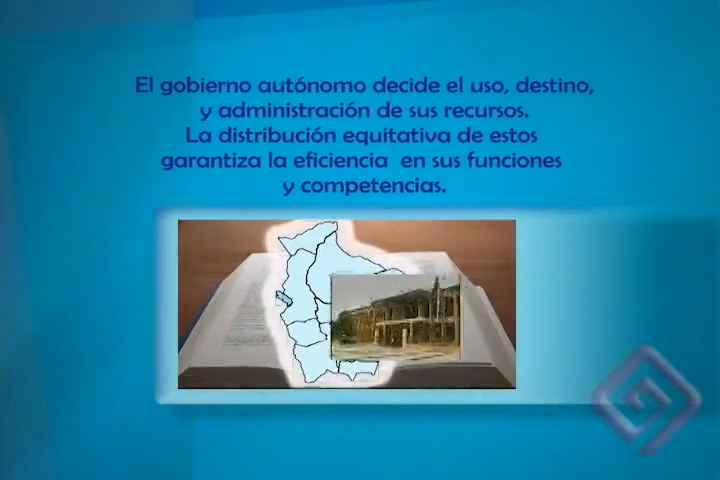 El gobierno autónomo decide el uso, destino,
y administración de sus recursos.
La distribución equitativa de estos
garantiza la eficiencia en sus funciones
y competencias.